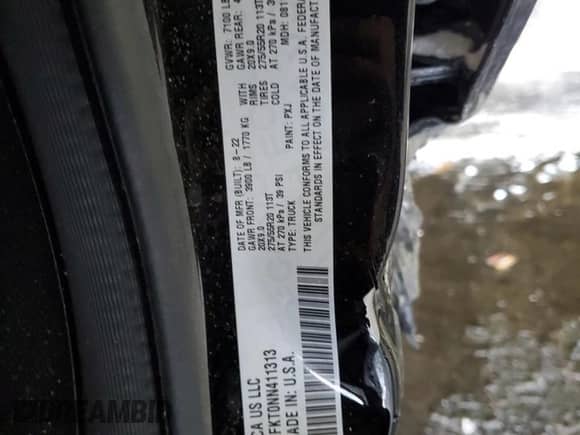 GVWR: 7100 LB
DATE OF MFR (BUILT): 8-22 GAWR REAR:
GAWR FRONT: 3900 LB / 1770 KG WITH 20X9.0
20X9.0 RIMS 275/55R20 113T
275/55R20 113T TIRES AT 270 kPa /
AT 270 kPa / 39 PSI COLD MDH: 081
TYPE: TRUCK PAINT: PXJ
THIS VEHICLE CONFORMS TO ALL APPLICABLE U.S.A. FEDERA
STANDARDS IN EFFECT ON THE DATE OF MANUFACT
CA US LLC
FKT0NN411313
ADE IN: U.S.A.